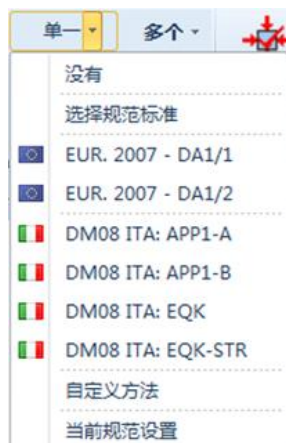 单一 多个
没有
选择规范标准
EUR. 2007 - DA1/1
EUR. 2007 - DA1/2
DM08 ITA: APP1-A
DM08 ITA: APP1-B
DM08 ITA: EQK
DM08 ITA: EQK-STR
自定义方法
当前规范设置